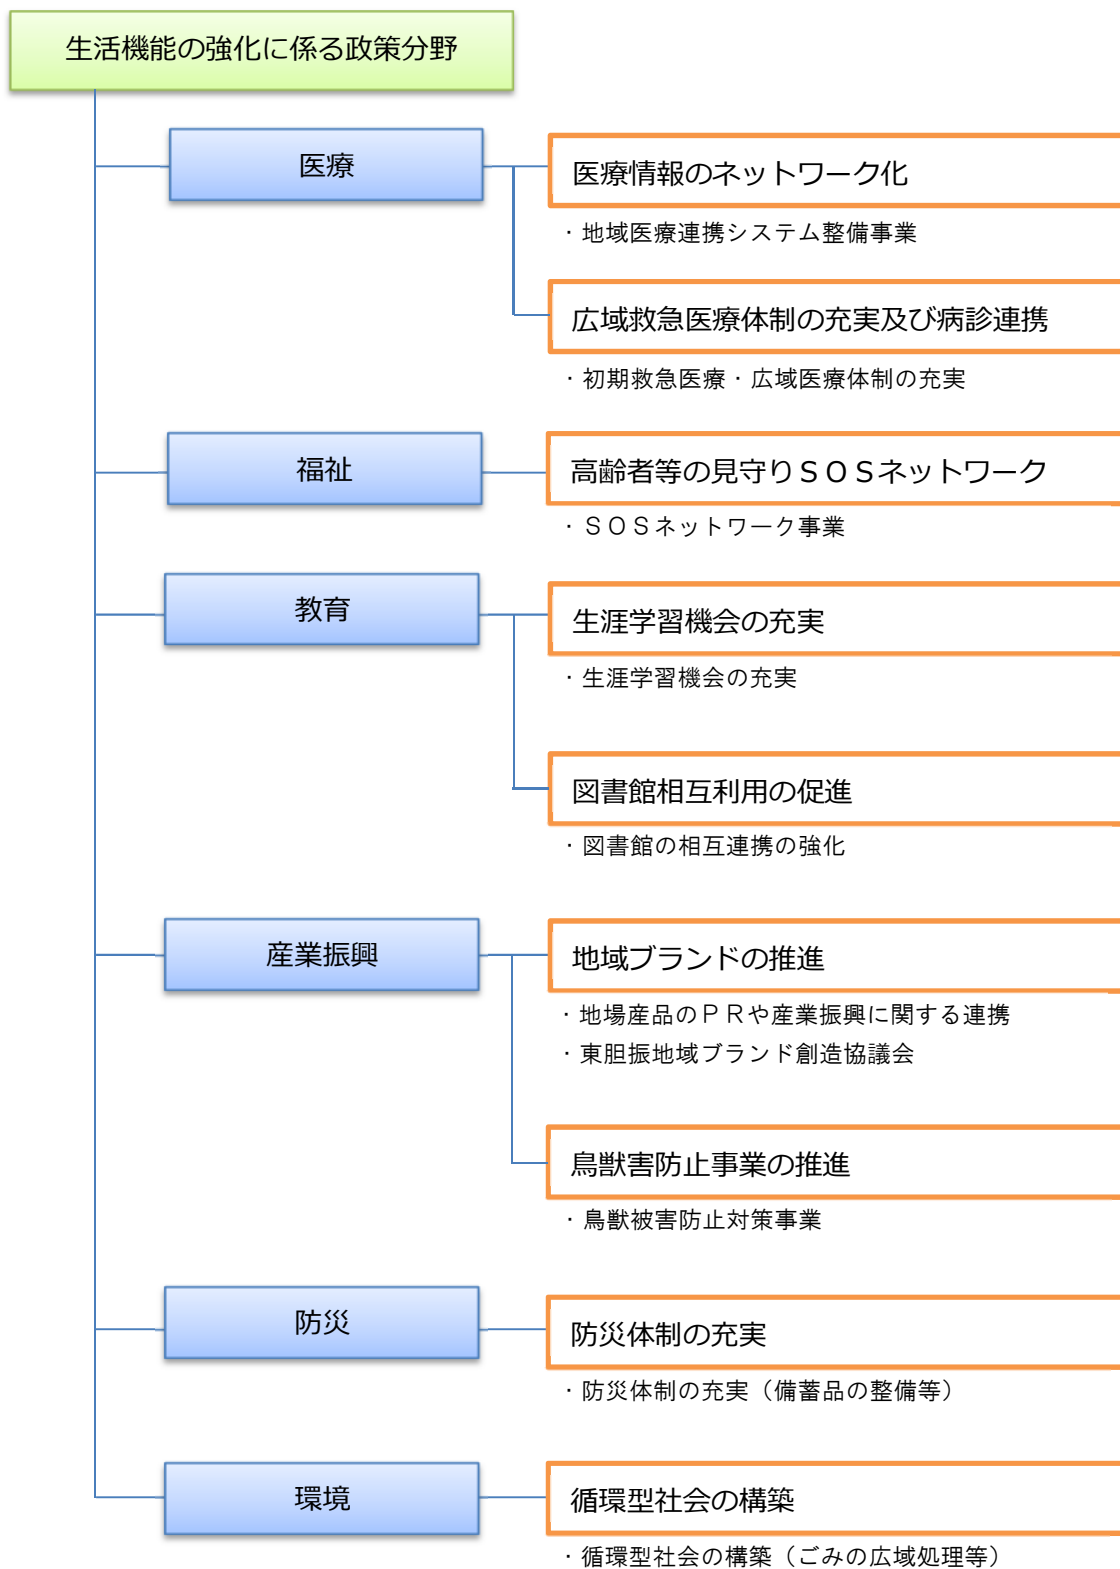 生活機能の強化に係る政策分野
医療
医療情報のネットワーク化
・地域医療連携システム整備事業
広域救急医療体制の充実及び病診連携
・初期救急医療・広域医療体制の充実
福祉
高齢者等の見守りＳＯＳネットワーク
・ＳＯＳネットワーク事業
教育
生涯学習機会の充実
・生涯学習機会の充実
図書館相互利用の促進
・図書館の相互連携の強化
産業振興
地域ブランドの推進
・地場産品のＰＲや産業振興に関する連携
・東胆振地域ブランド創造協議会
鳥獣害防止事業の推進
・鳥獣被害防止対策事業
防災
防災体制の充実
・防災体制の充実（備蓄品の整備等）
環境
循環型社会の構築
・循環型社会の構築（ごみの広域処理等）